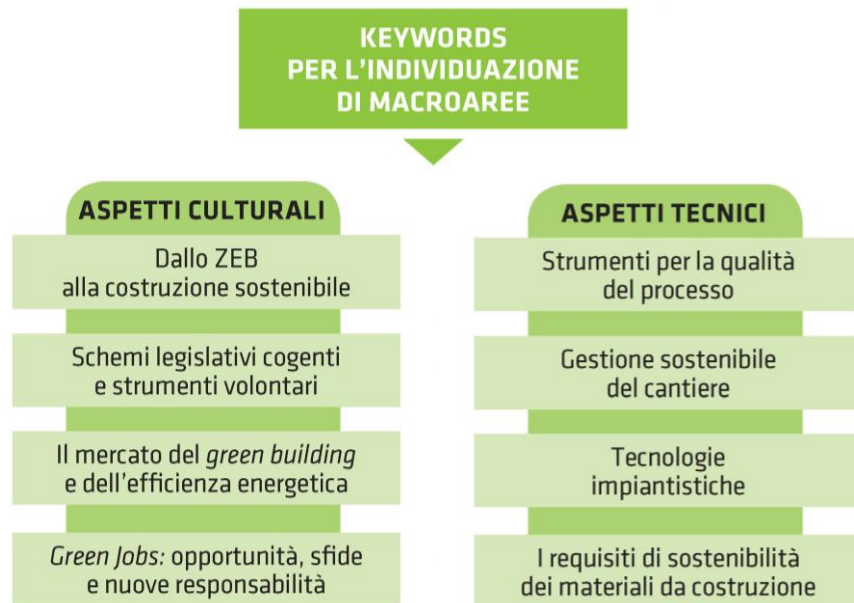 KEYWORDS
PER L'INDIVIDUAZIONE
DI MACROAREE
ASPETTI CULTURALI
Dallo ZEB
alla costruzione sostenibile
Schemi legislativi cogenti
e strumenti volontari
Il mercato del green building
e dell'efficienza energetica
Green Jobs: opportunità, sfide
e nuove responsabilità
ASPETTI TECNICI
Strumenti per la qualità
del processo
Gestione sostenibile
del cantiere
Tecnologie
impiantistiche
I requisiti di sostenibilità
dei materiali da costruzione